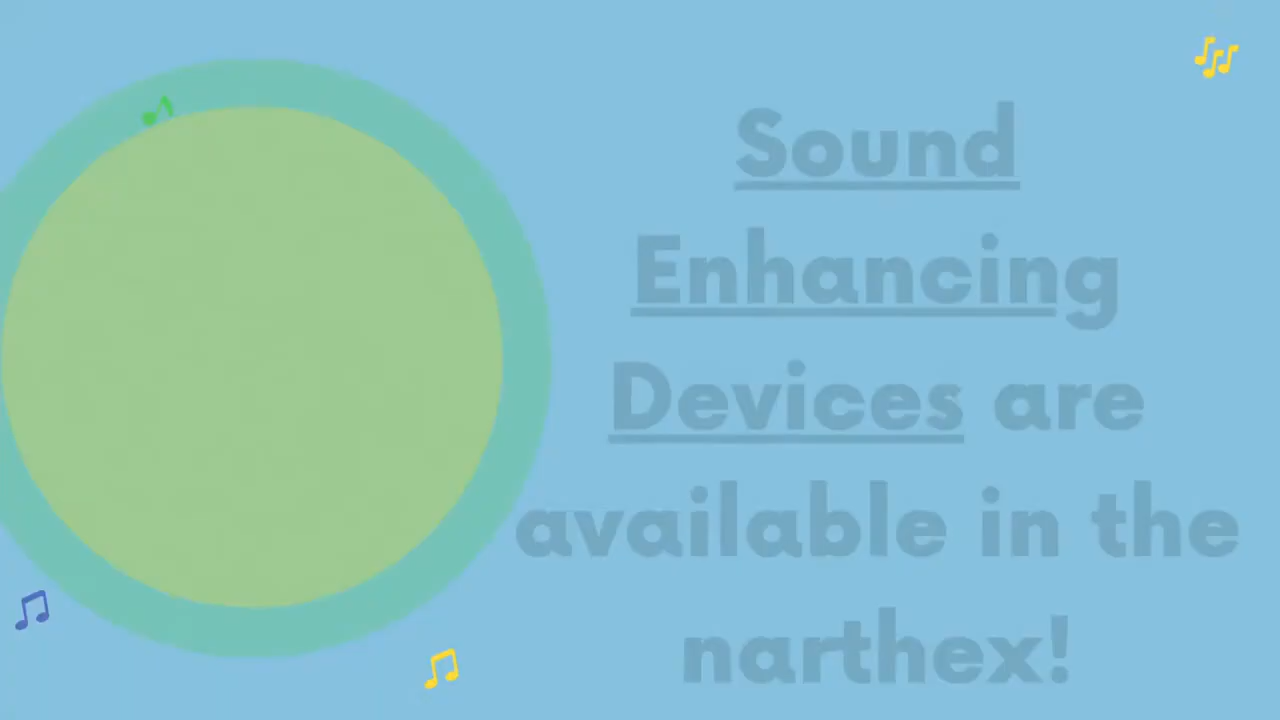 Sound
Enhancing
Devices are
available in the
narthex!